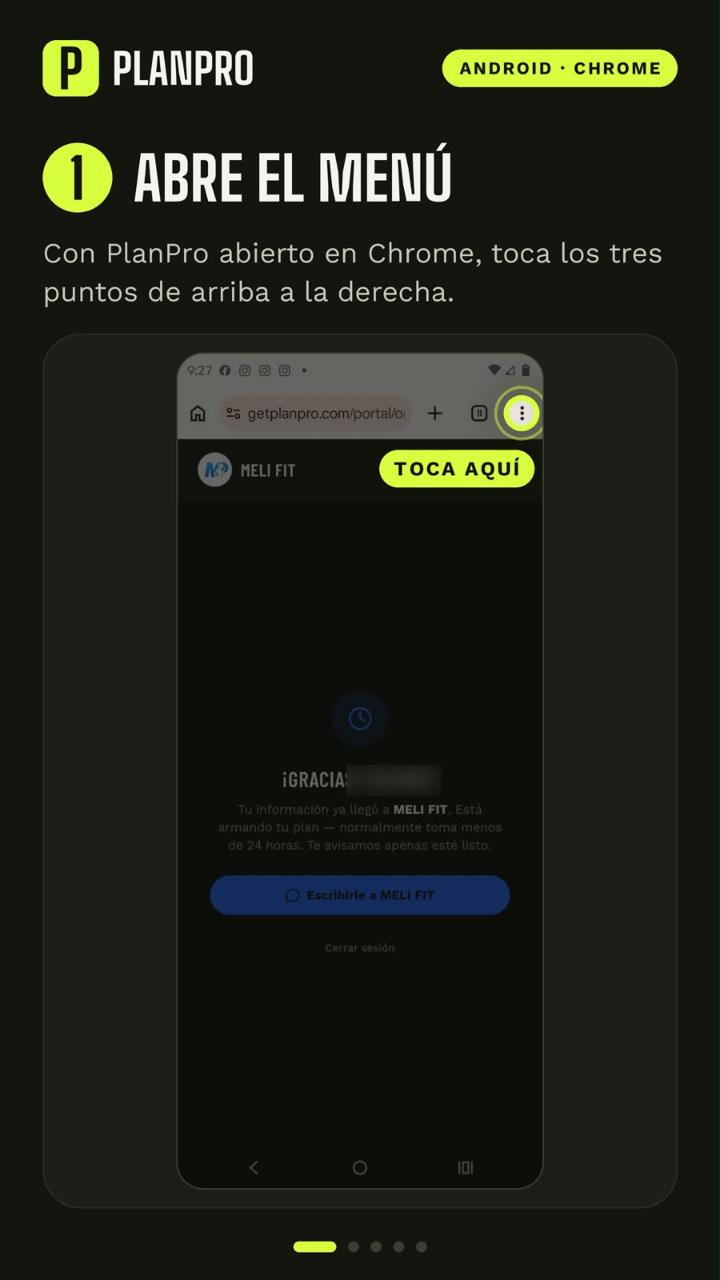 P PLANPRO
ANDROID · CHROME
1 ABRE EL MENÚ
Con PlanPro abierto en Chrome, toca los tres
puntos de arriba a la derecha.
9:27
getplanpro.com/portal/o
MELI FIT
TOCA AQUÍ
¡GRACIAS
Tu información ya llegó a MELI FIT. Está
armando tu plan — normalmente toma menos
de 24 horas. Te avisamos apenas esté listo.
Escribirle a MELI FIT
Cerrar sesión